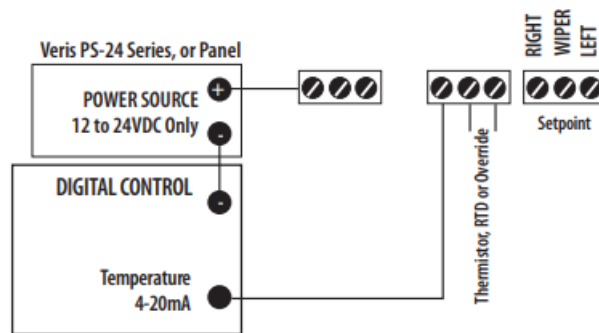 Veris PS-24 Series, or Panel
POWER SOURCE
12 to 24VDC Only
+
-
DIGITAL CONTROL
-
Temperature
4-20mA
Thermistor, RTD or Override
RIGHT
WIPER
LEFT
Setpoint